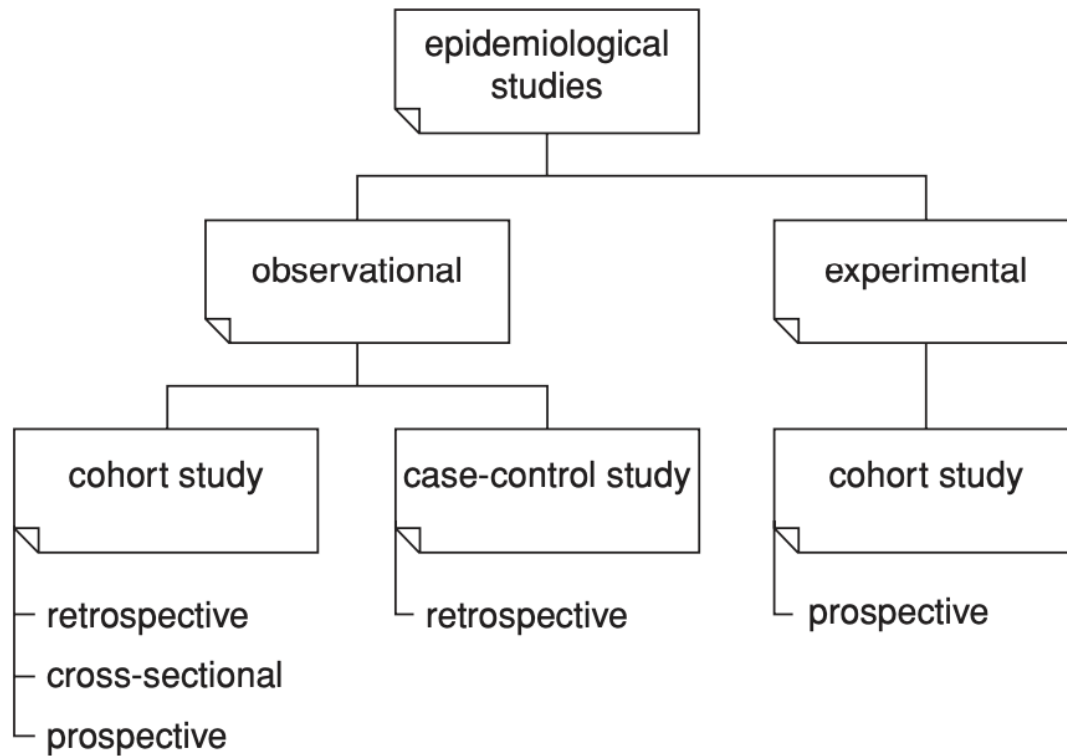 epidemiological
studies
observational
experimental
cohort study
case-control study
cohort study
retrospective
cross-sectional
prospective
retrospective
prospective